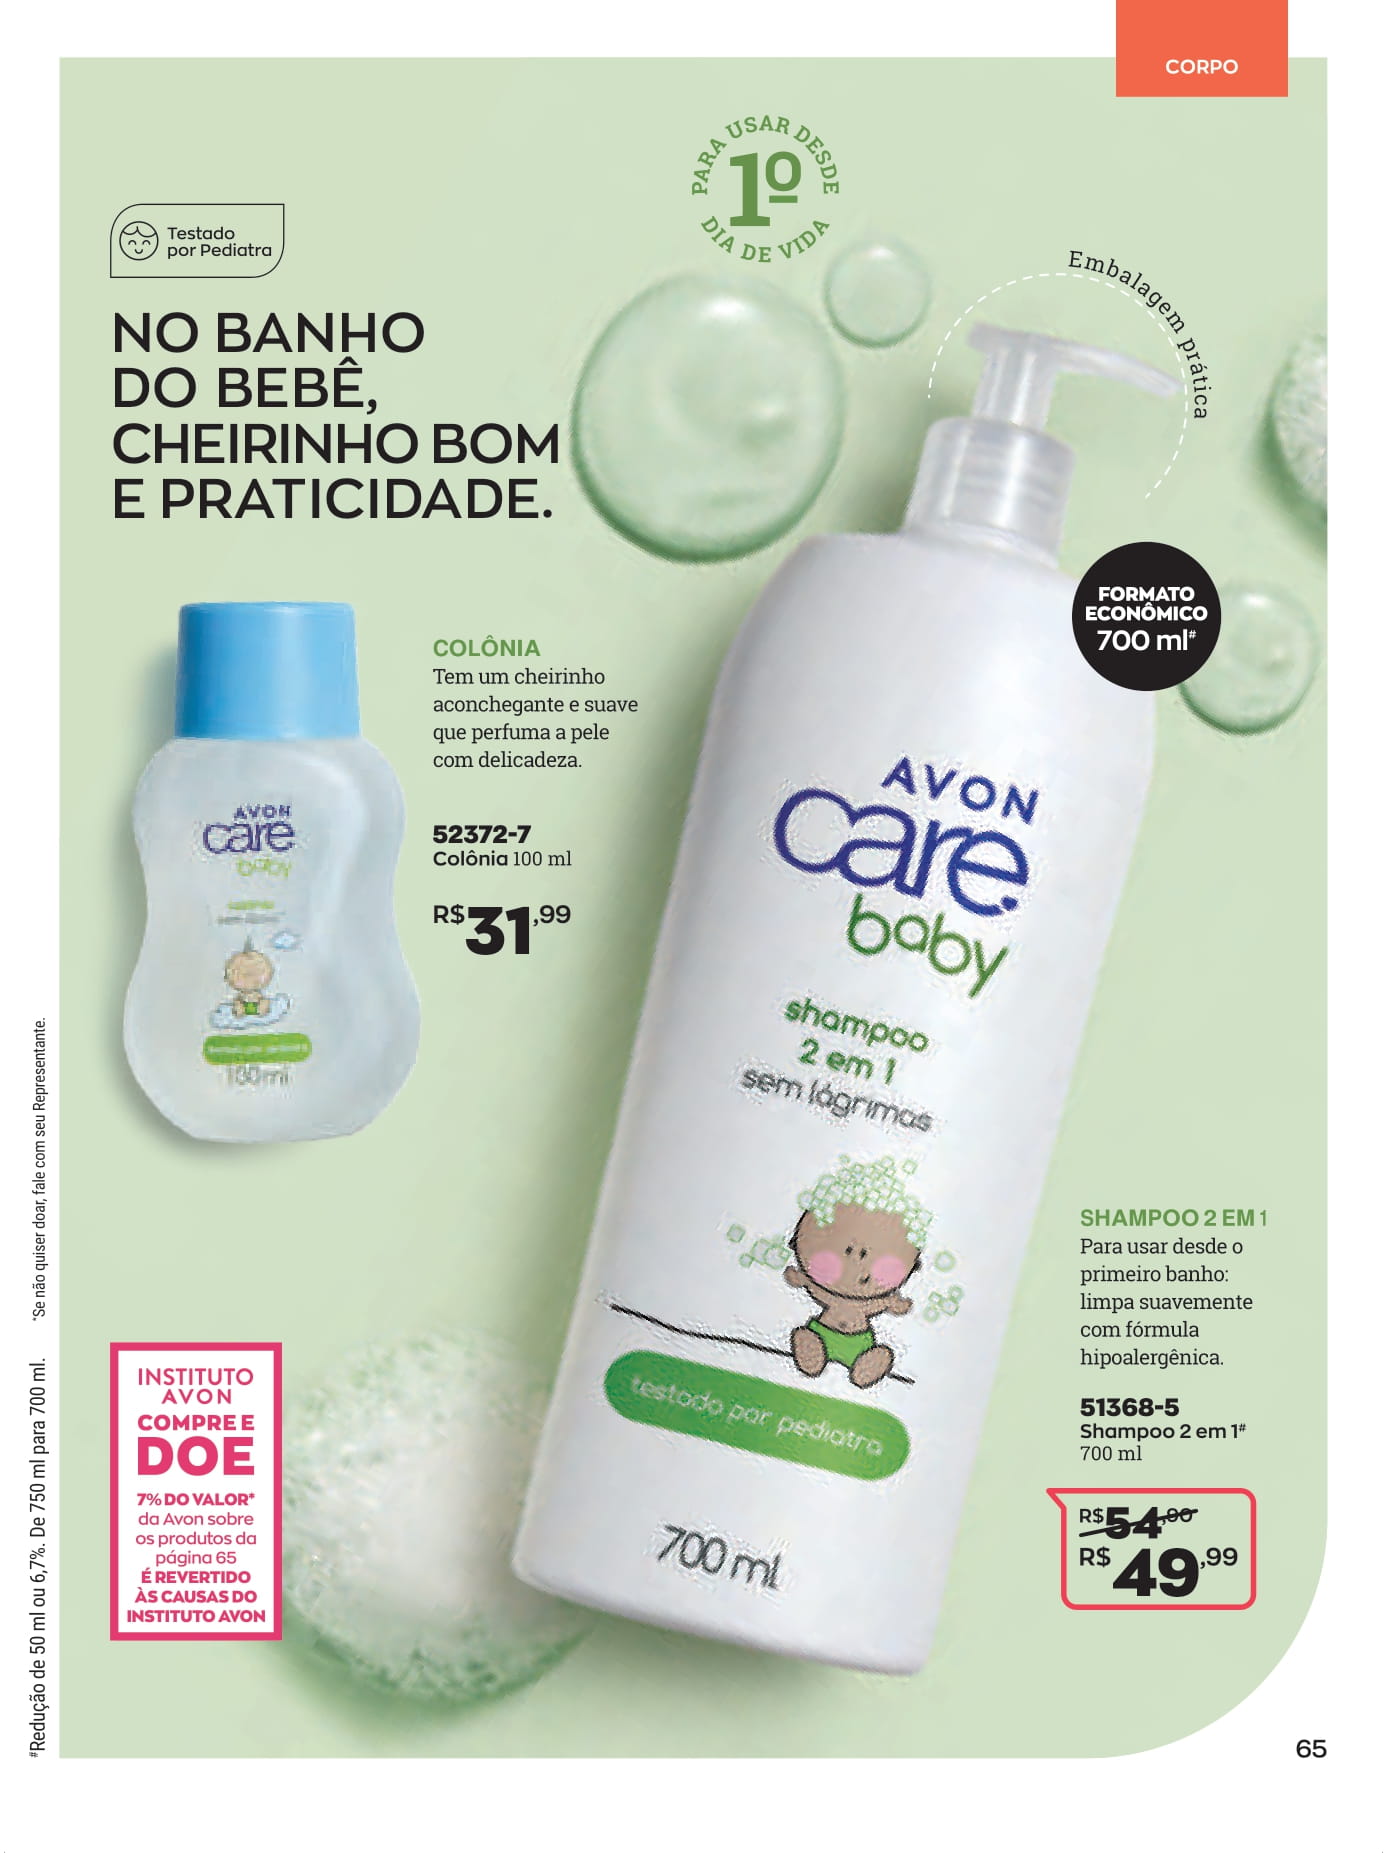 CORPO
PARA USAR DESDE
1º
DIA DE VIDA
Testado
por Pediatra
Embalagem prática
NO BANHO
DO BEBÊ,
CHEIRINHO BOM
E PRATICIDADE.
FORMATO
ECONÔMICO
700 ml#
COLÔNIA
Tem um cheirinho
aconchegante e suave
que perfuma a pele
com delicadeza.
52372-7
Colônia 100 ml
R$31,99
AVON
care
baby
AVON
care
baby
shampoo
2 em 1
sem lágrimas
testado por pediatra
700 ml
SHAMPOO 2 EM 1
Para usar desde o
primeiro banho:
limpa suavemente
com fórmula
hipoalergênica.
51368-5
Shampoo 2 em 1#
700 ml
R$54,90
R$49,99
INSTITUTO
AVON
COMPRE E
DOE
7% DO VALOR*
da Avon sobre
os produtos da
página 65
É REVERTIDO
ÀS CAUSAS DO
INSTITUTO AVON
#Redução de 50 ml ou 6,7%. De 750 ml para 700 ml.
*Se não quiser doar, fale com seu Representante.
65